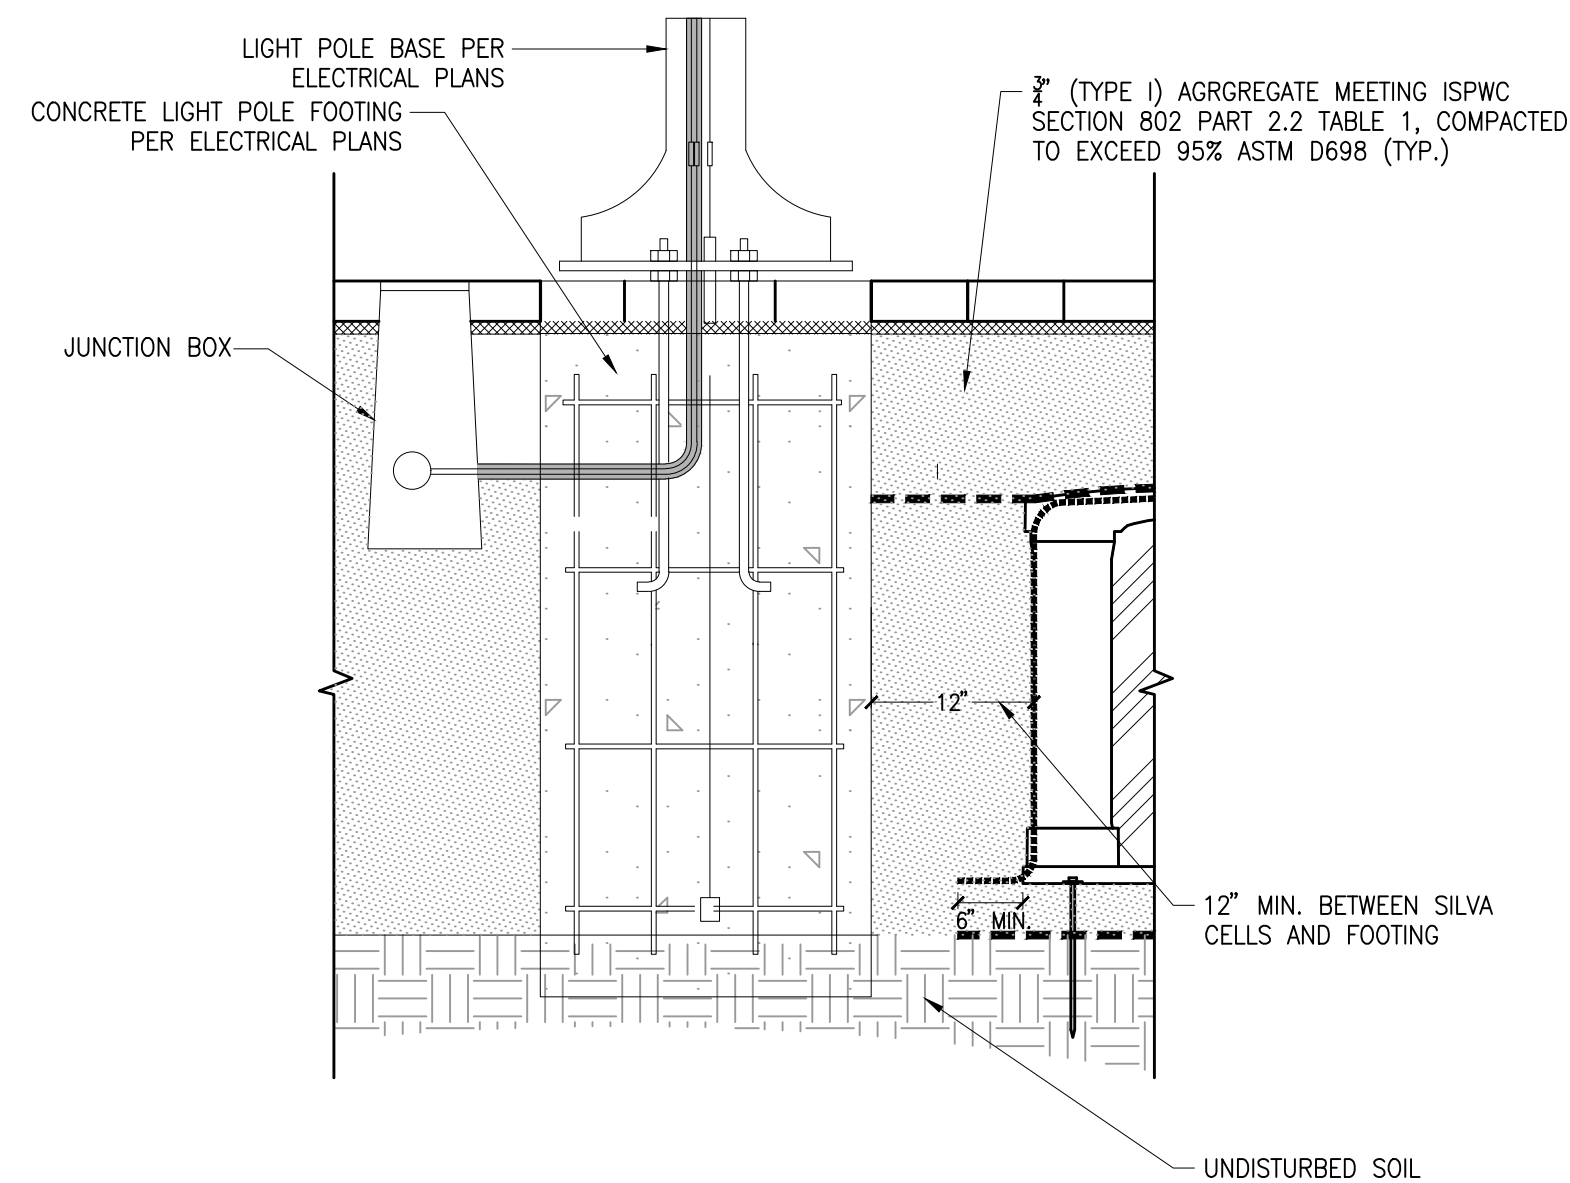 LIGHT POLE BASE PER
ELECTRICAL PLANS
CONCRETE LIGHT POLE FOOTING
PER ELECTRICAL PLANS
3/4" (TYPE I) AGRGREGATE MEETING ISPWC
SECTION 802 PART 2.2 TABLE 1, COMPACTED
TO EXCEED 95% ASTM D698 (TYP.)
JUNCTION BOX
12"
6" MIN.
12" MIN. BETWEEN SILVA
CELLS AND FOOTING
UNDISTURBED SOIL